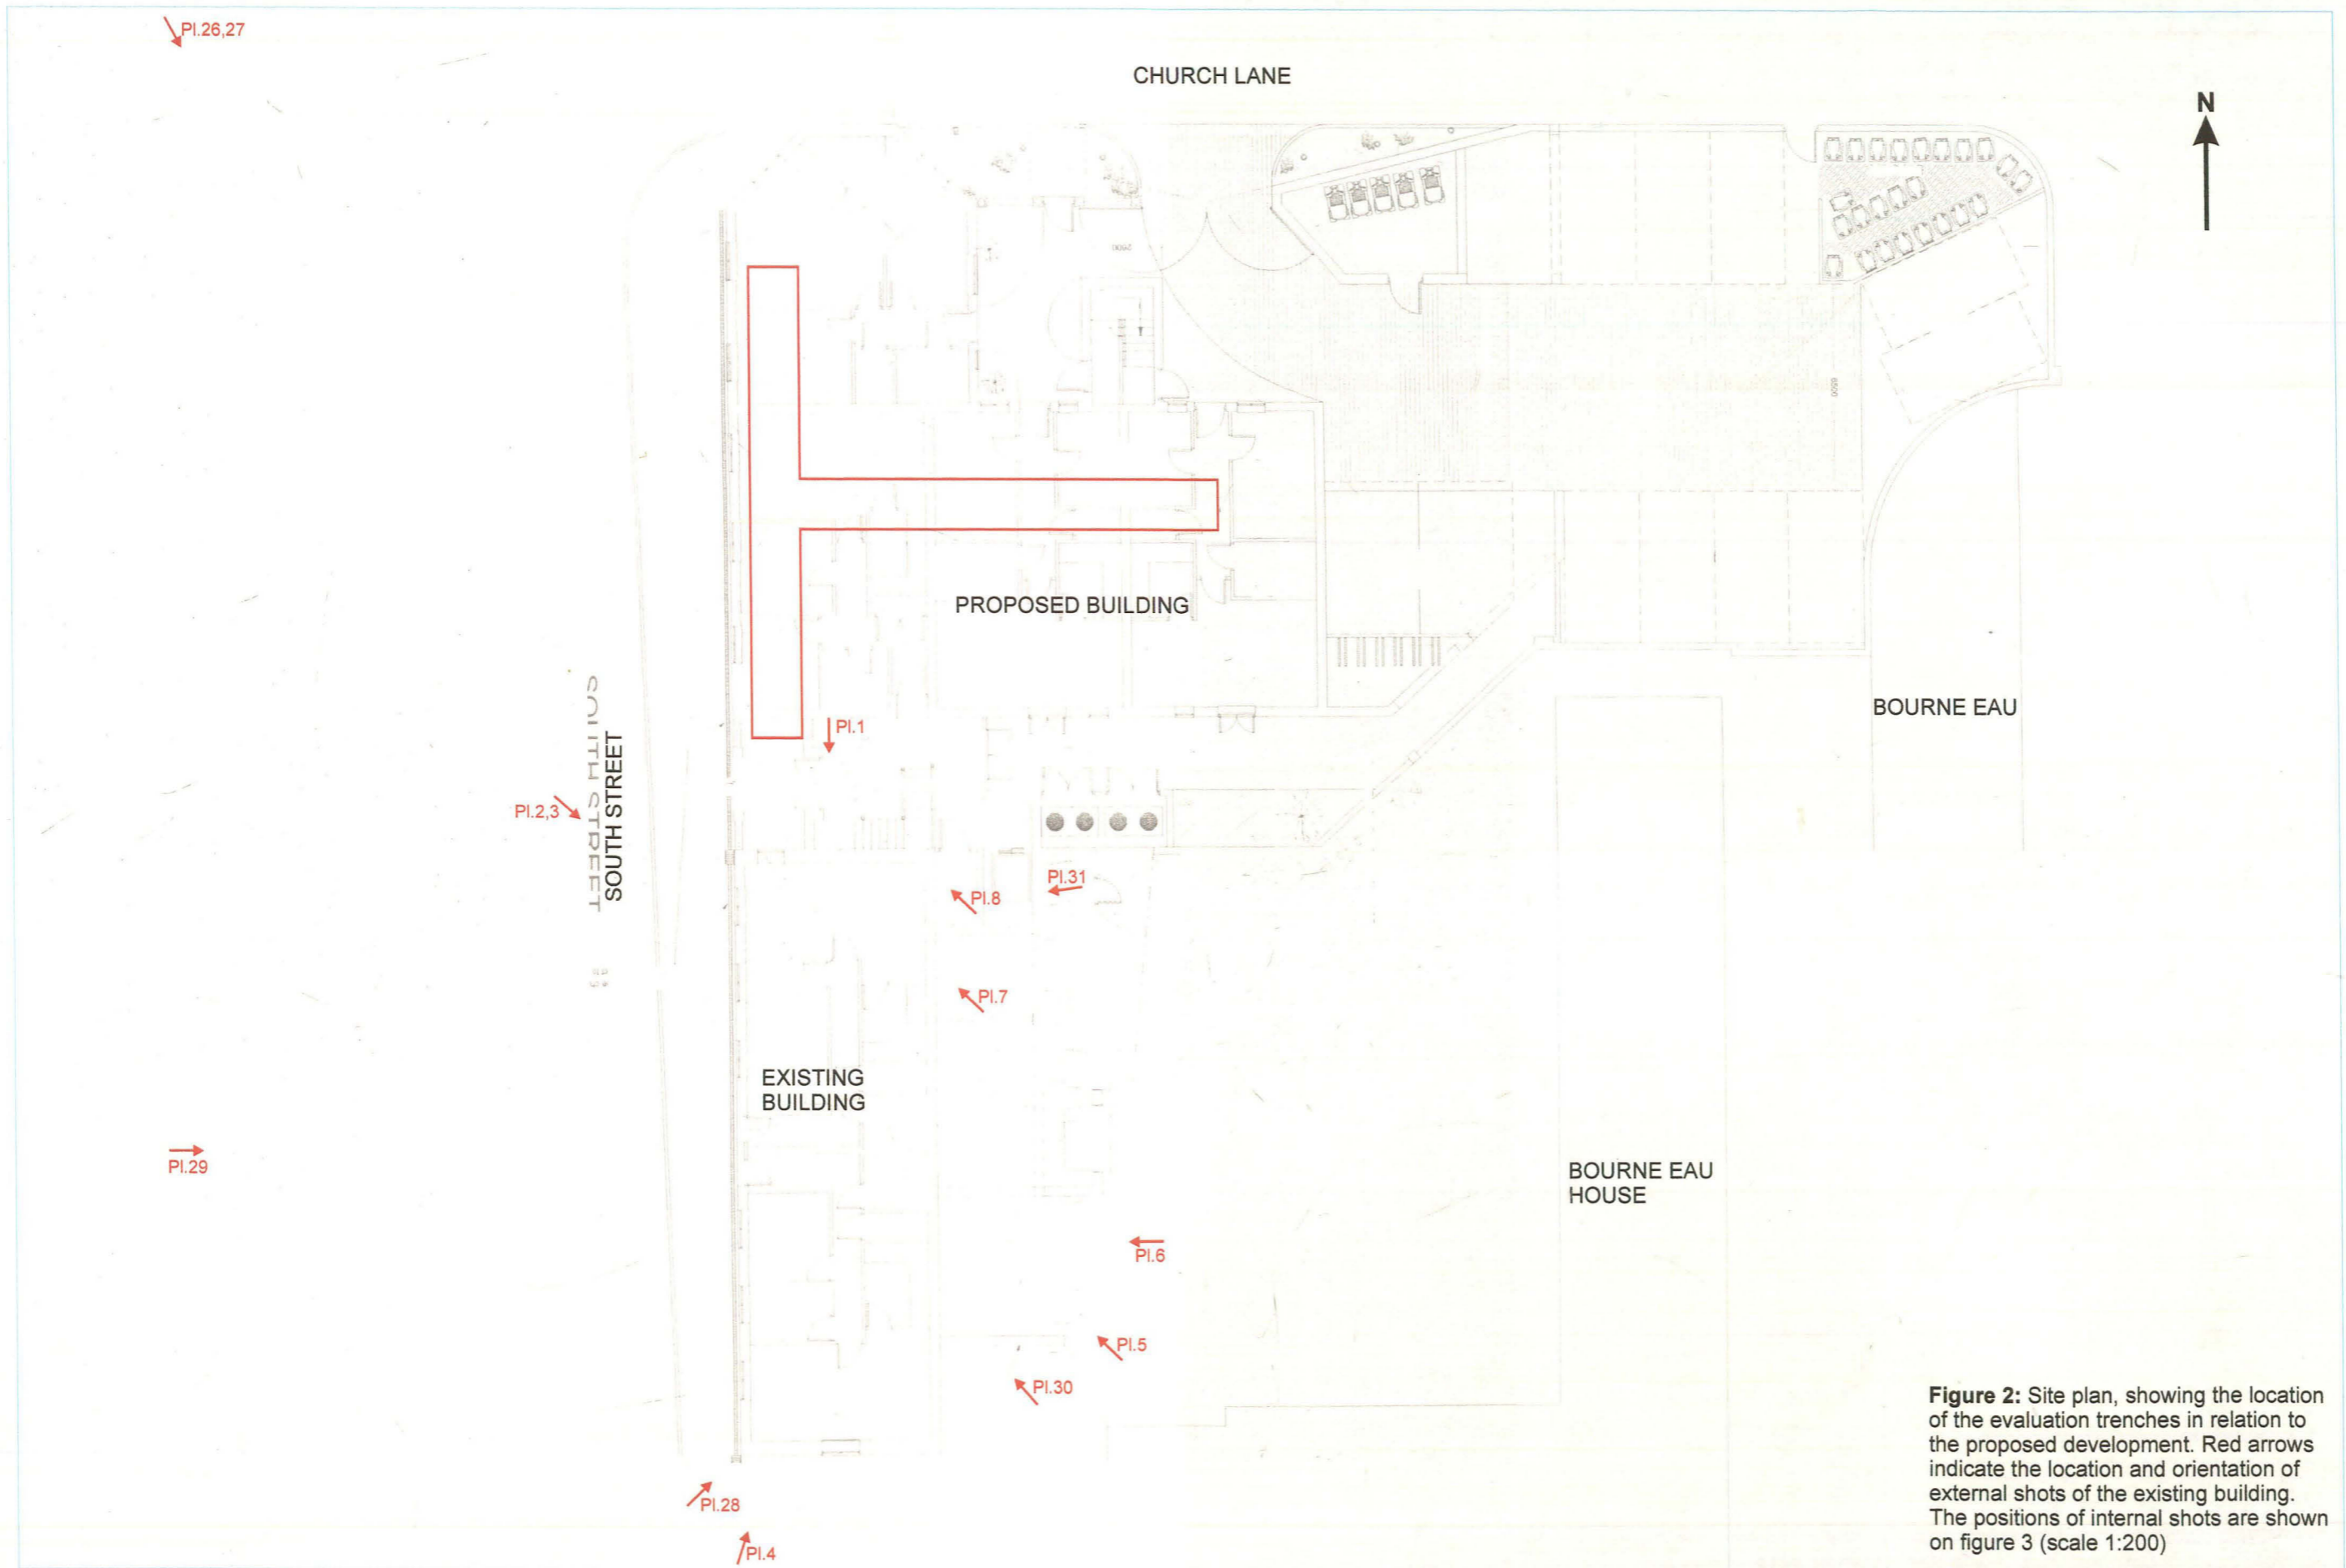 Pl.26,27
CHURCH LANE
N
2600
6500
PROPOSED BUILDING
BOURNE EAU
Pl.1
SOUTH STREET
SOUTH STREET
Pl.2,3
Pl.8
Pl.31
Pl.7
EXISTING
BUILDING
Pl.29
BOURNE EAU
HOUSE
Pl.6
Pl.5
Pl.30
Pl.28
Pl.4
Figure 2: Site plan, showing the location
of the evaluation trenches in relation to
the proposed development. Red arrows
indicate the location and orientation of
external shots of the existing building.
The positions of internal shots are shown
on figure 3 (scale 1:200)